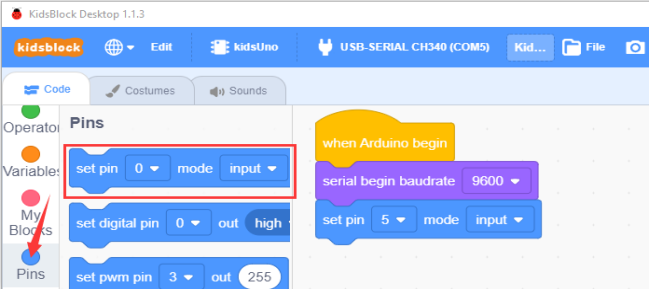 KidsBlock Desktop 1.1.3
kidsblock Edit kidsUno USB-SERIAL CH340 (COM5) Kid... File
Code Costumes Sounds
Operato
Variables
My
Blocks
Pins
Pins
set pin 0 mode input
set digital pin 0 out high
set pwm pin 3 out 255
when Arduino begin
serial begin baudrate 9600
set pin 5 mode input